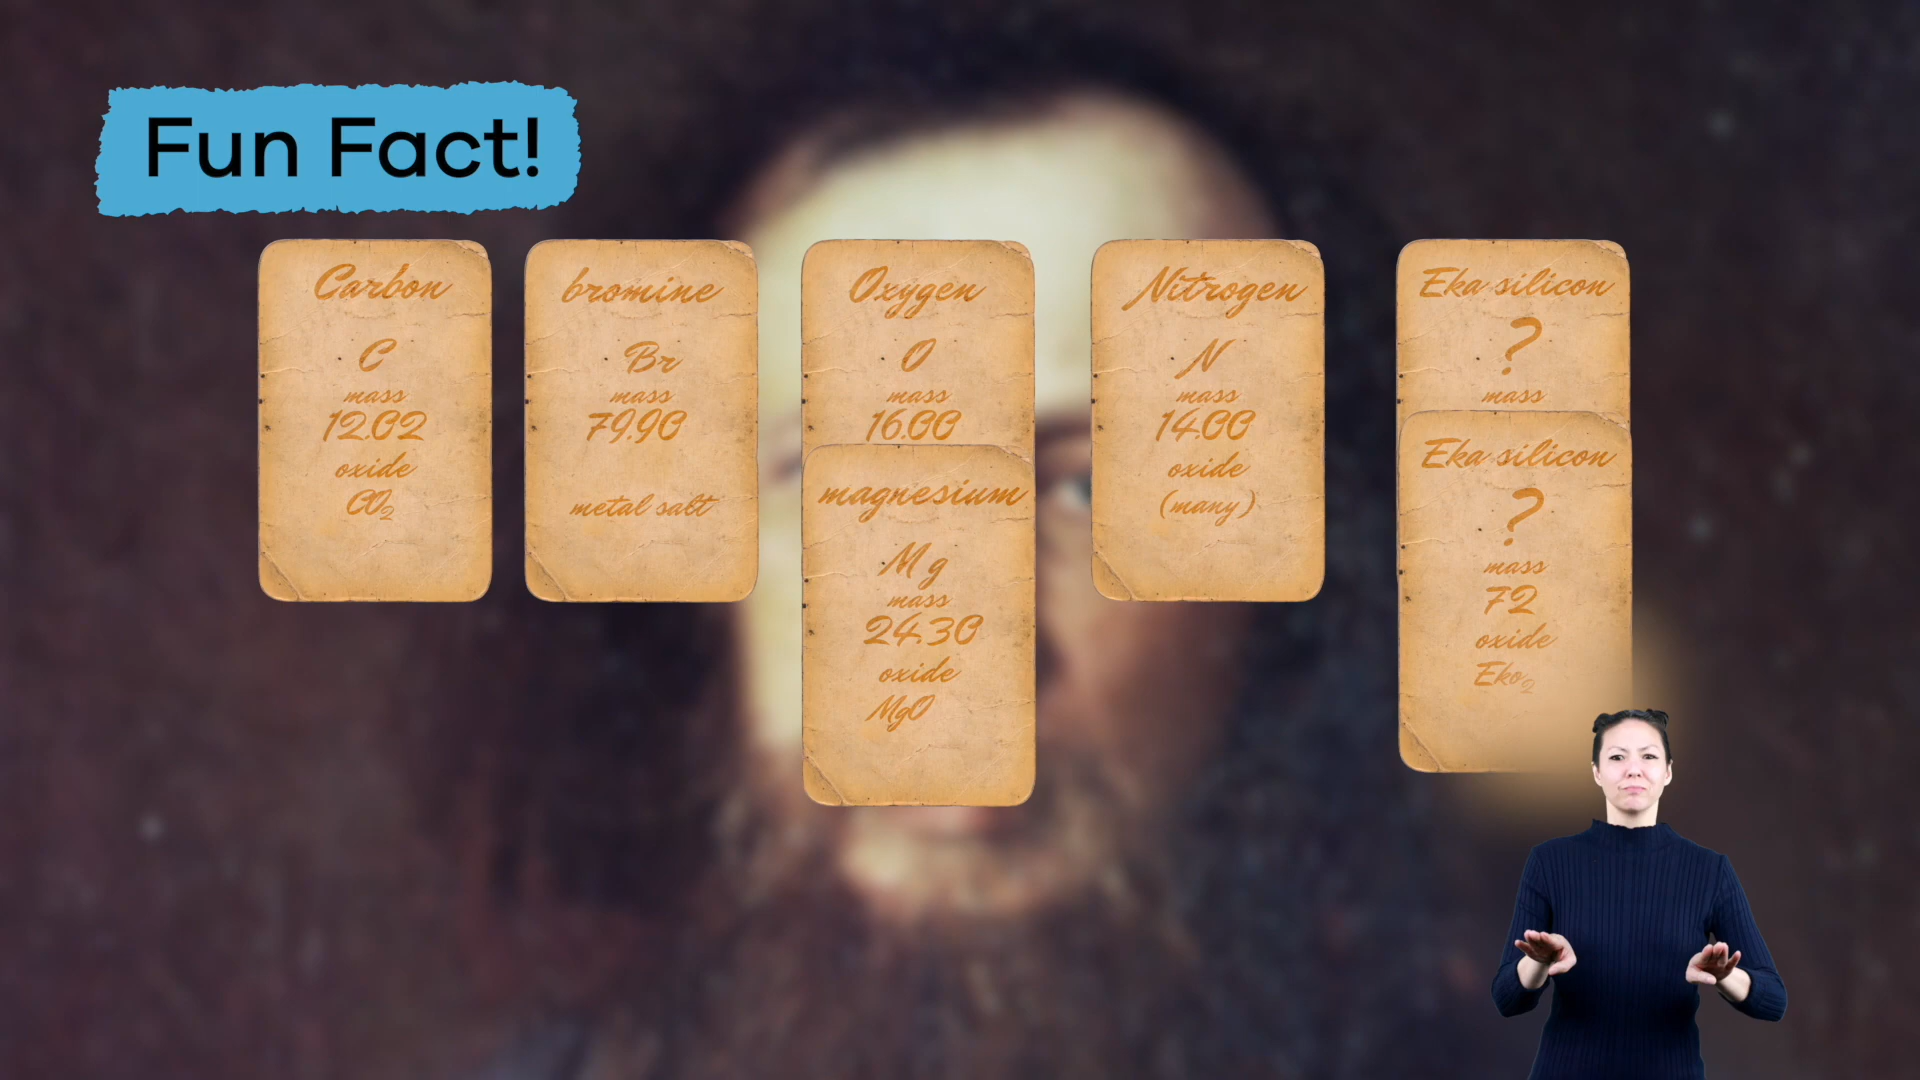 Fun Fact!
Carbon
C
mass
12.02
oxide
CO₂
bromine
Br
mass
79.90
metal salt
Oxygen
O
mass
16.00
magnesium
Mg
mass
24.30
oxide
MgO
Nitrogen
N
mass
14.00
oxide
(many)
Eka silicon
?
mass
Eka silicon
?
mass
72
oxide
Eko₂